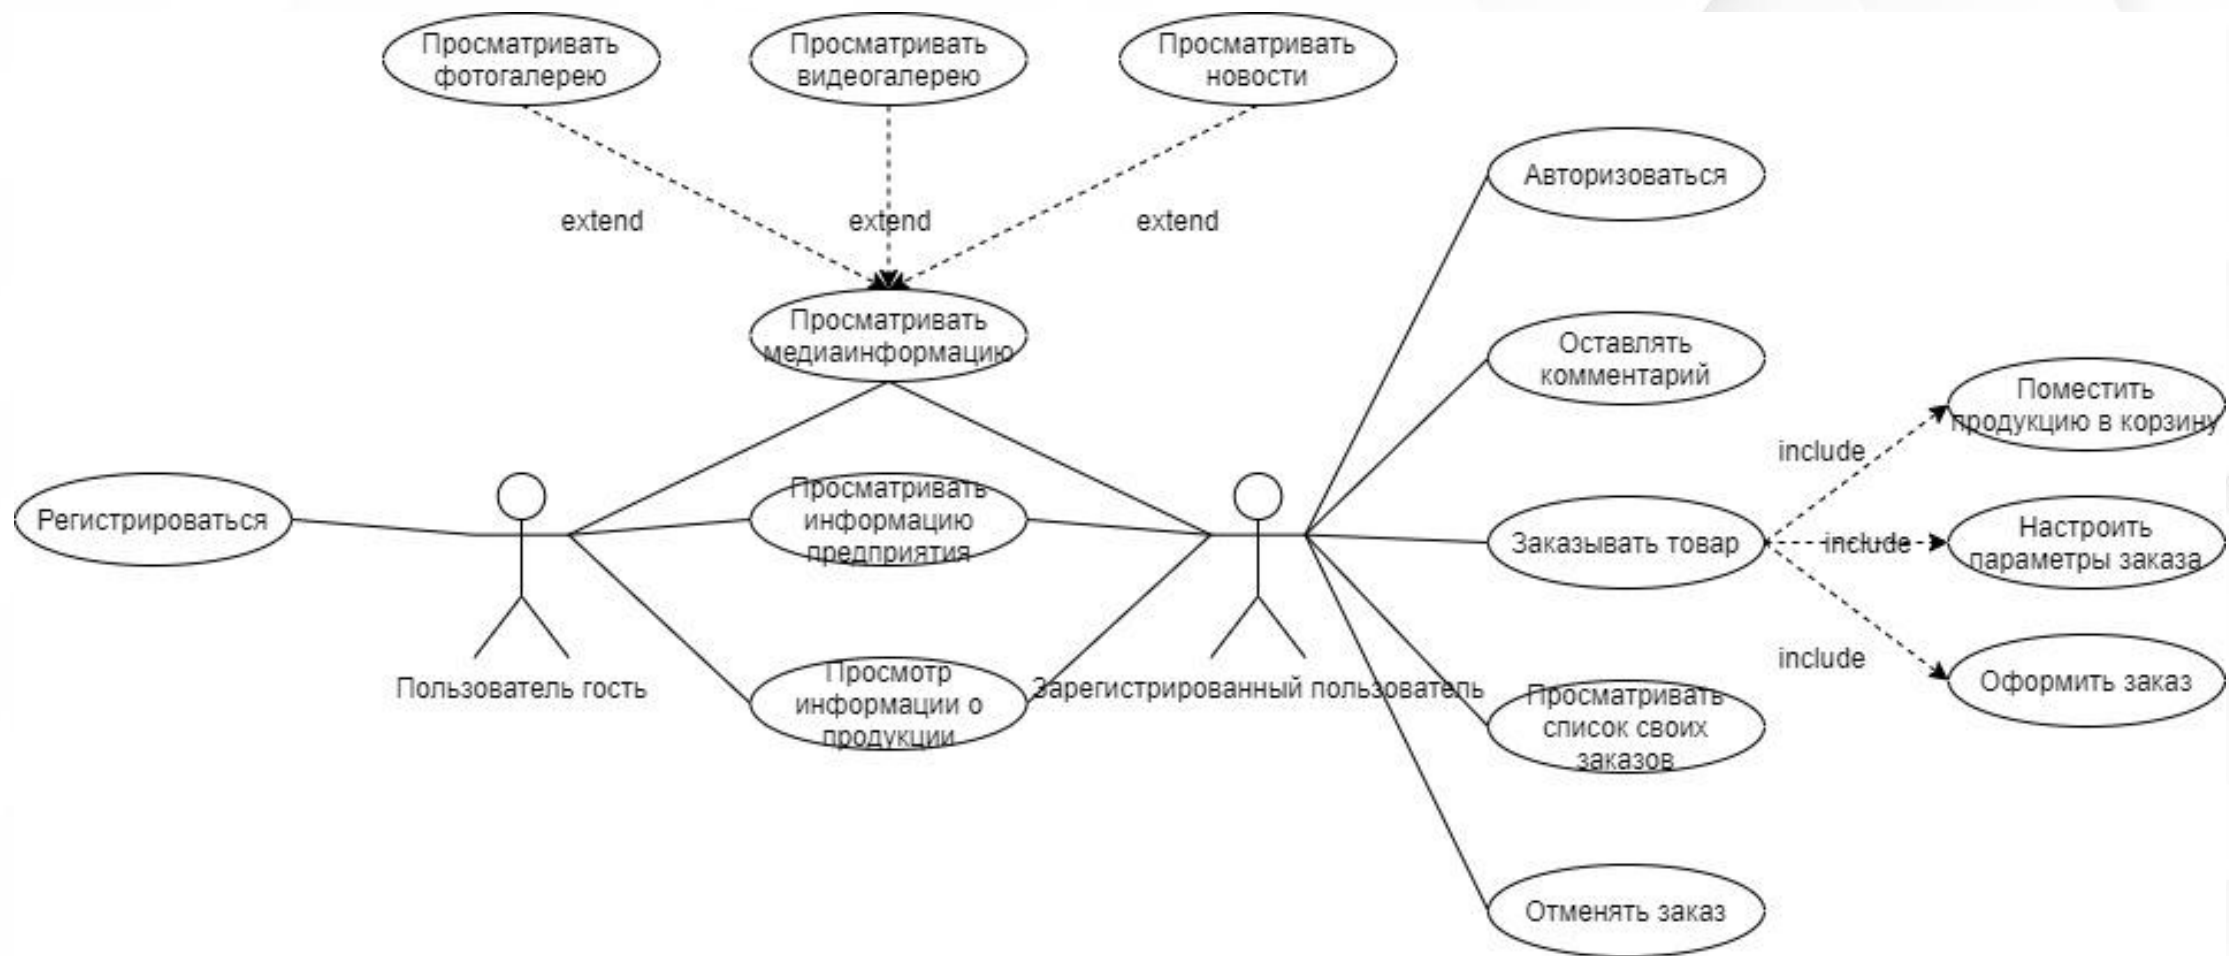 Просматривать
фотогалерею
Просматривать
видеогалерею
Просматривать
новости
extend
extend
extend
Авторизоваться
Просматривать
медиаинформацию
Оставлять
комментарий
Поместить
продукцию в корзину
include
Регистрироваться
Просматривать
информацию
предприятия
Заказывать товар
include
Настроить
параметры заказа
include
Оформить заказ
Пользователь гость
Просмотр
информации о
продукции
Зарегистрированный пользователь
Просматривать
список своих
заказов
Отменять заказ